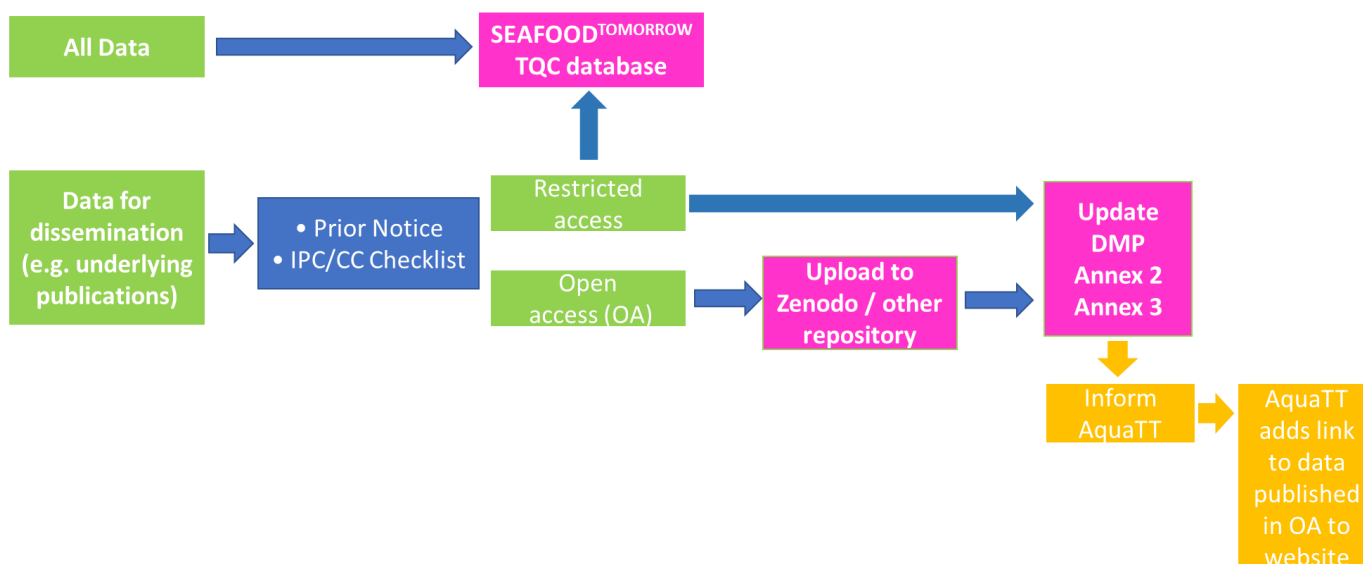 All Data
SEAFOODTOMORROW
TQC database
Data for
dissemination
(e.g. underlying
publications)
• Prior Notice
• IPC/CC Checklist
Restricted
access
Open
access (OA)
Upload to
Zenodo / other
repository
Update
DMP
Annex 2
Annex 3
Inform
AquaTT
AquaTT
adds link
to data
published
in OA to
website